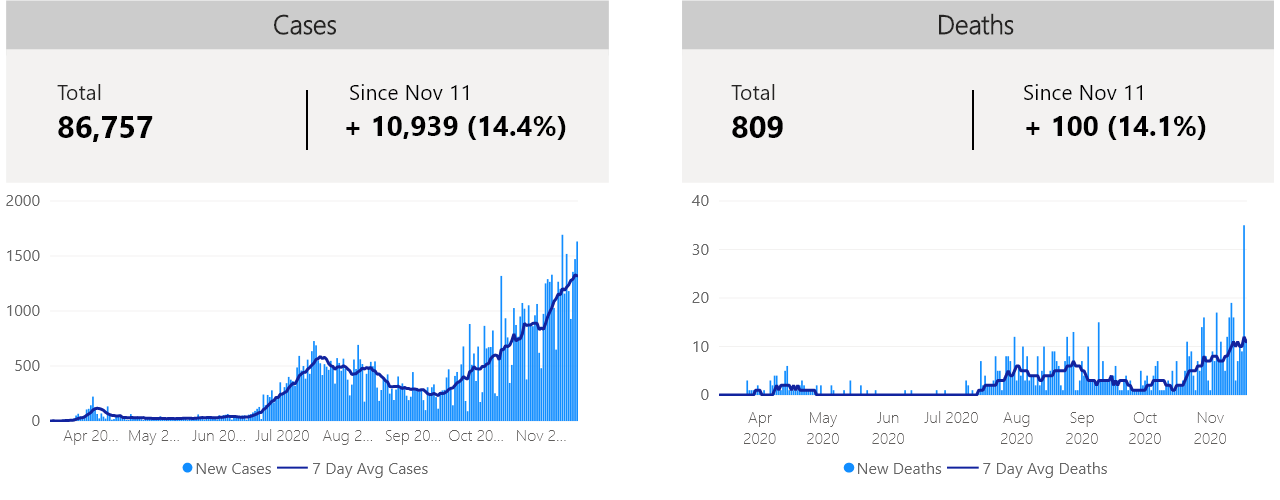 Cases
Total
86,757
Since Nov 11
+ 10,939 (14.4%)
2000
1500
1000
500
0
Apr 20... May 2... Jun 20... Jul 2020 Aug 2... Sep 20... Oct 20... Nov 2...
New Cases 7 Day Avg Cases
Deaths
Total
809
Since Nov 11
+ 100 (14.1%)
40
30
20
10
0
Apr 2020 May 2020 Jun 2020 Jul 2020 Aug 2020 Sep 2020 Oct 2020 Nov 2020
New Deaths 7 Day Avg Deaths